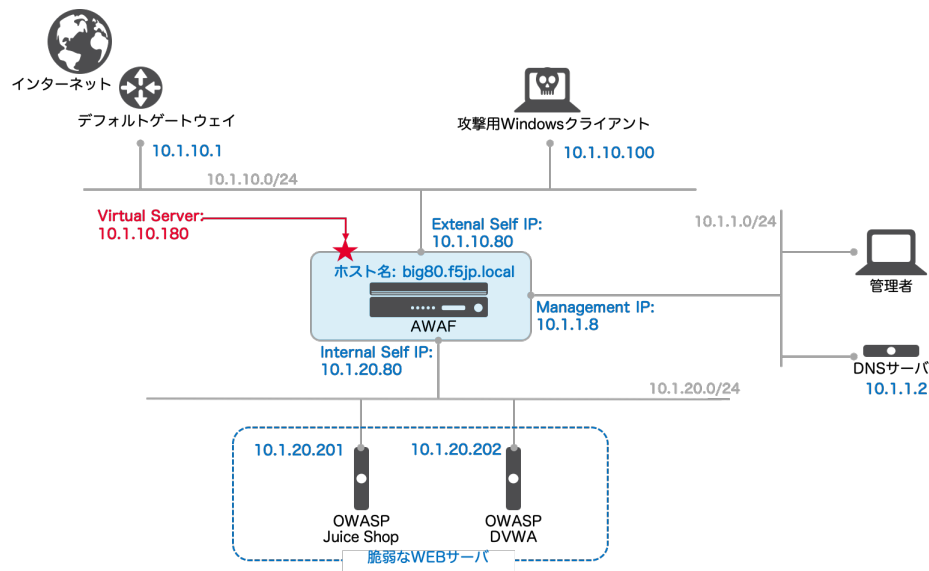 インターネット
デフォルトゲートウェイ
10.1.10.1
攻撃用Windowsクライアント
10.1.10.100
10.1.10.0/24
Virtual Server:
10.1.10.180
Extenal Self IP:
10.1.10.80
10.1.1.0/24
ホスト名: big80.f5jp.local
AWAF
管理者
Management IP:
10.1.1.8
Internal Self IP:
10.1.20.80
DNSサーバ
10.1.1.2
10.1.20.0/24
10.1.20.201
10.1.20.202
OWASP
Juice Shop
OWASP
DVWA
脆弱なWEBサーバ